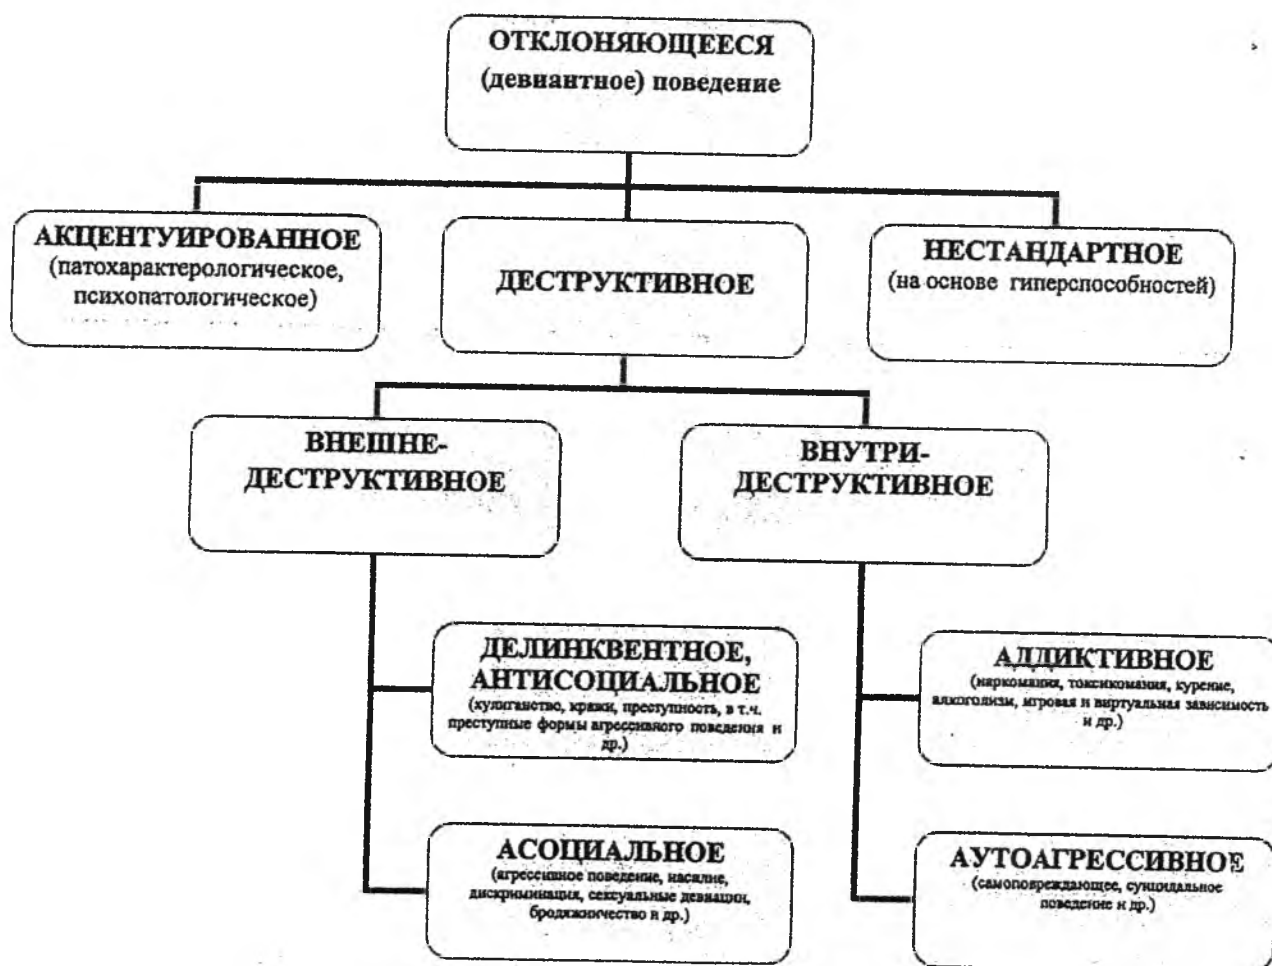 ОТКЛОНЯЮЩЕЕСЯ
(девиантное) поведение
АКЦЕНТУИРОВАННОЕ
(патохарактерологическое,
психопатологическое)
ДЕСТРУКТИВНОЕ
НЕСТАНДАРТНОЕ
(на основе гиперспособностей)
ВНЕШНЕ-
ДЕСТРУКТИВНОЕ
ВНУТРИ-
ДЕСТРУКТИВНОЕ
ДЕЛИНКВЕНТНОЕ,
АНТИСОЦИАЛЬНОЕ
(хулиганство, кражи, преступность, в т.ч.
преступные формы агрессивного поведения и
др.)
АСОЦИАЛЬНОЕ
(агрессивное поведение, насилие,
дискриминация, сексуальные девиации,
бродяжничество и др.)
АДДИКТИВНОЕ
(наркомания, токсикомания, курение,
алкоголизм, игровая и виртуальная зависимость
и др.)
АУТОАГРЕССИВНОЕ
(самоповреждающее, суицидальное
поведение и др.)